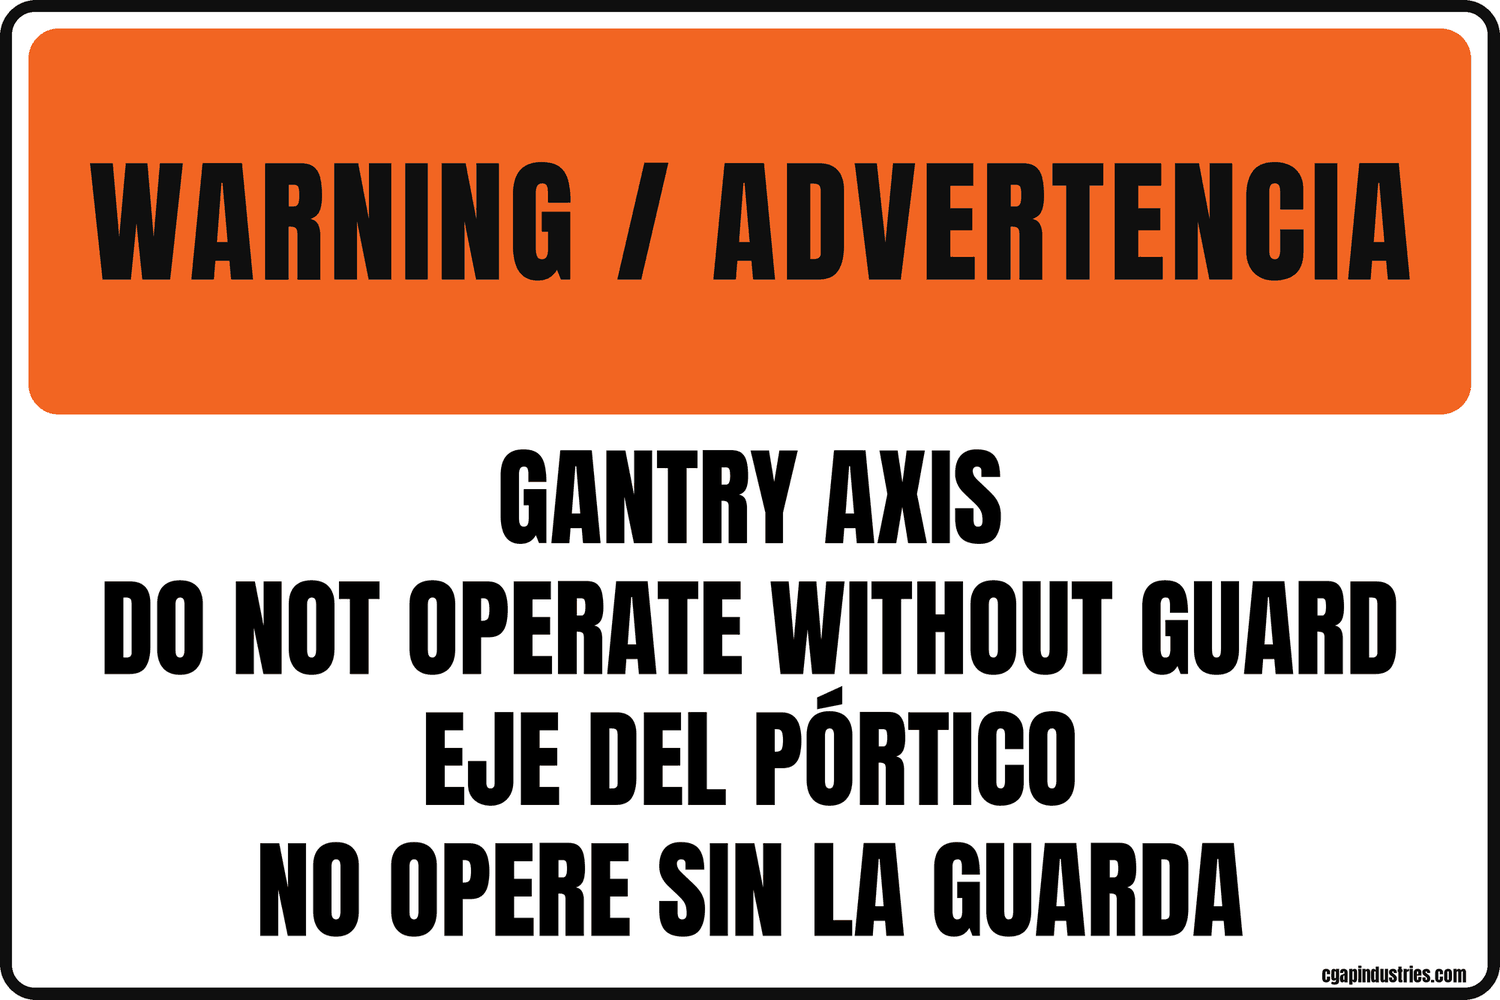 WARNING / ADVERTENCIA
GANTRY AXIS
DO NOT OPERATE WITHOUT GUARD
EJE DEL PÓRTICO
NO OPERE SIN LA GUARDA
cgapindustries.com